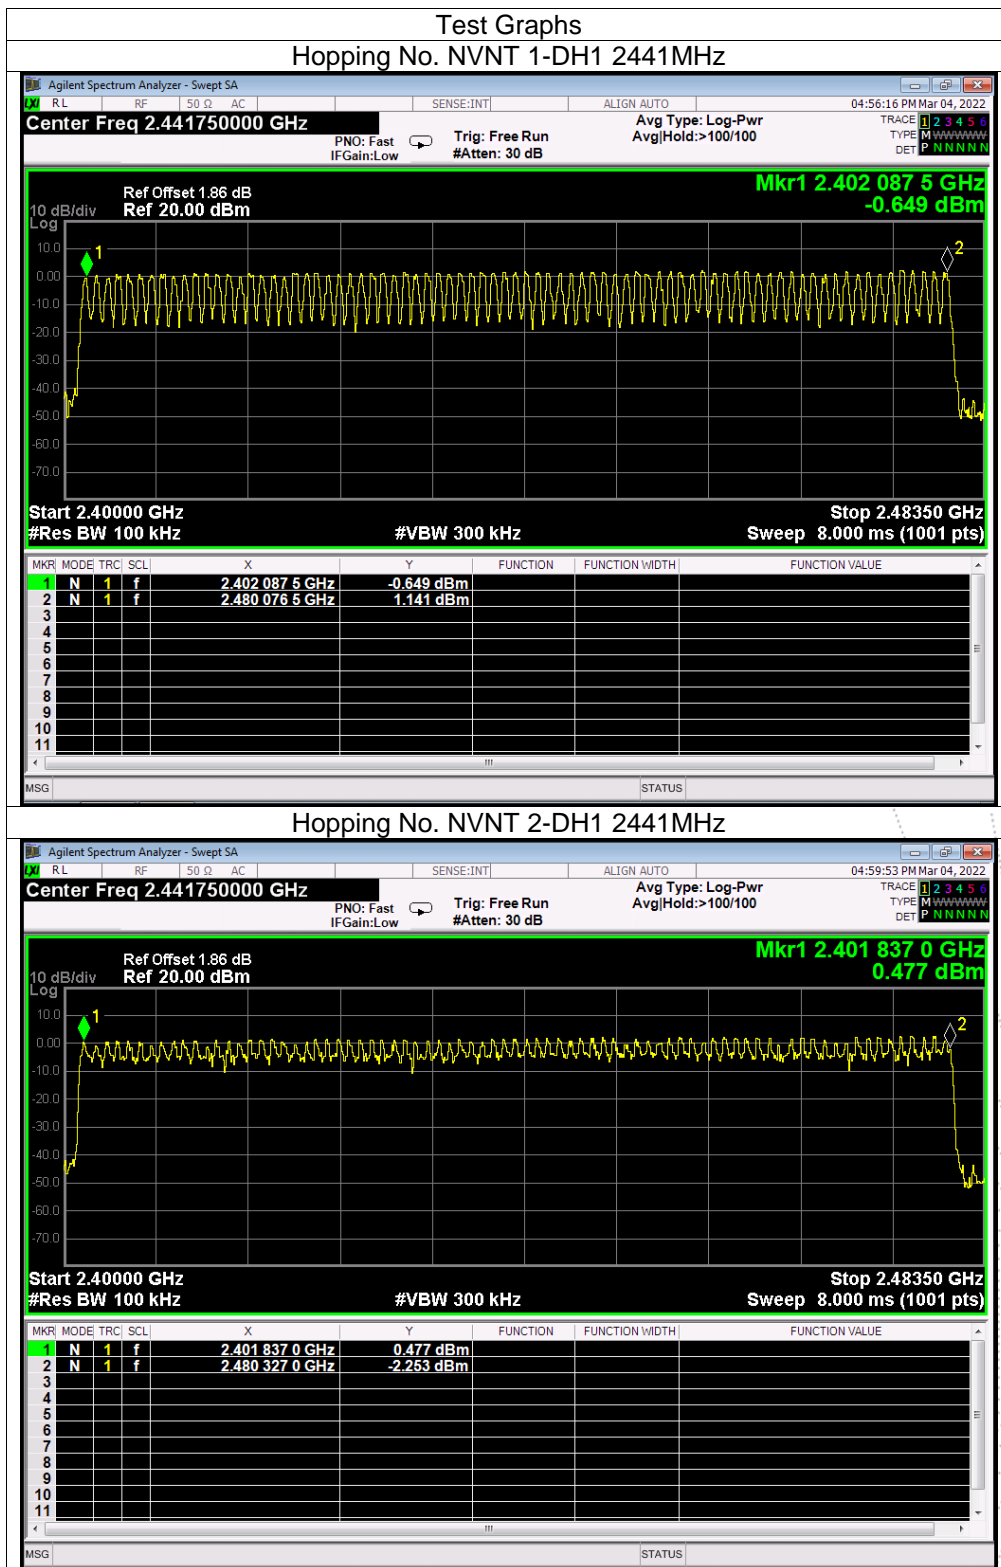 Test Graphs
Hopping No. NVNT 1-DH1 2441MHz
Agilent Spectrum Analyzer - Swept SA
LXI RL RF 50 Ω AC SENSE:INT ALIGN AUTO 04:56:16 PM Mar 04, 2022
Center Freq 2.441750000 GHz Avg Type: Log-Pwr TRACE 1 2 3 4 5 6
PNO: Fast Trig: Free Run Avg|Hold:>100/100 TYPE M WWWWW
IFGain:Low #Atten: 30 dB DET P N N N N N
Mkr1 2.402 087 5 GHz
Ref Offset 1.86 dB
10 dB/div Ref 20.00 dBm -0.649 dBm
Log
10.0
1
2
0.00
-10.0
-20.0
-30.0
-40.0
-50.0
-60.0
-70.0
Start 2.40000 GHz Stop 2.48350 GHz
#Res BW 100 kHz #VBW 300 kHz Sweep 8.000 ms (1001 pts)
MKR MODE TRC SCL X Y FUNCTION FUNCTION WIDTH FUNCTION VALUE
1 N 1 f 2.402 087 5 GHz -0.649 dBm
2 N 1 f 2.480 076 5 GHz 1.141 dBm
3
4
5
6
7
8
9
10
11
MSG STATUS
Hopping No. NVNT 2-DH1 2441MHz
Agilent Spectrum Analyzer - Swept SA
LXI RL RF 50 Ω AC SENSE:INT ALIGN AUTO 04:59:53 PM Mar 04, 2022
Center Freq 2.441750000 GHz Avg Type: Log-Pwr TRACE 1 2 3 4 5 6
PNO: Fast Trig: Free Run Avg|Hold:>100/100 TYPE M WWWWW
IFGain:Low #Atten: 30 dB DET P N N N N N
Mkr1 2.401 837 0 GHz
Ref Offset 1.86 dB
10 dB/div Ref 20.00 dBm 0.477 dBm
Log
10.0
1
2
0.00
-10.0
-20.0
-30.0
-40.0
-50.0
-60.0
-70.0
Start 2.40000 GHz Stop 2.48350 GHz
#Res BW 100 kHz #VBW 300 kHz Sweep 8.000 ms (1001 pts)
MKR MODE TRC SCL X Y FUNCTION FUNCTION WIDTH FUNCTION VALUE
1 N 1 f 2.401 837 0 GHz 0.477 dBm
2 N 1 f 2.480 327 0 GHz -2.253 dBm
3
4
5
6
7
8
9
10
11
MSG STATUS